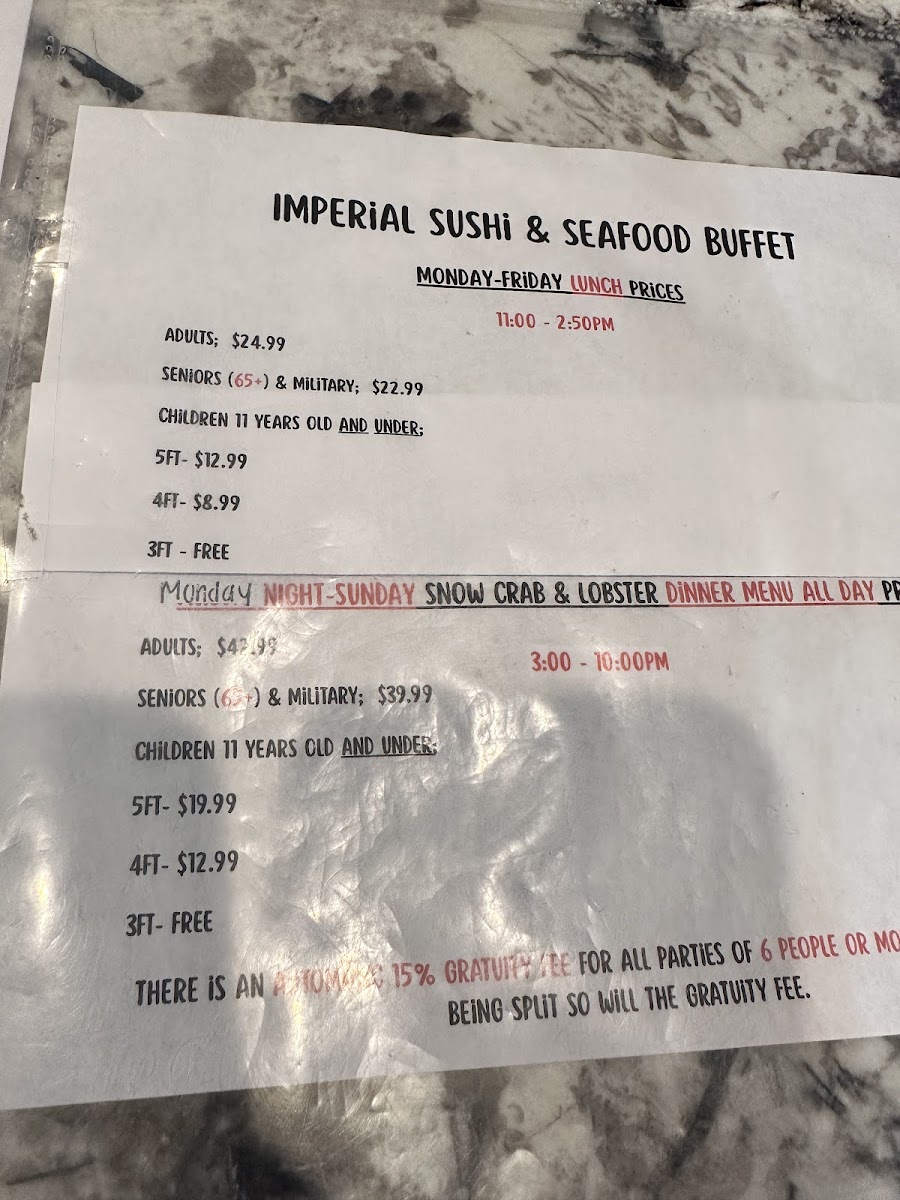 IMPERiAL SUSHi & SEAFOOD BUFFET
MONDAY-FRiDAY LUNCH PRiCES
11:00 - 2:50PM
ADULTS; $24.99
SENiORS (65+) & MiLiTARY; $22.99
CHiLDREN 11 YEARS OLD AND UNDER;
5FT- $12.99
4FT- $8.99
3FT - FREE
Monday NiGHT-SUNDAY SNOW CRAB & LOBSTER DiNNER MENU ALL DAY
ADULTS;
3:00 - 10:00PM
SENiORS (65+) & MiLiTARY; $39.99
CHiLDREN 11 YEARS OLD AND UNDER;
5FT- $19.99
4FT- $12.99
3FT- FREE
THERE iS AN AUTOMATiC 15% GRATUiTY FEE FOR ALL PARTiES OF 6 PEOPLE OR
BEiNG SPLiT SO WiLL THE GRATUiTY FEE.